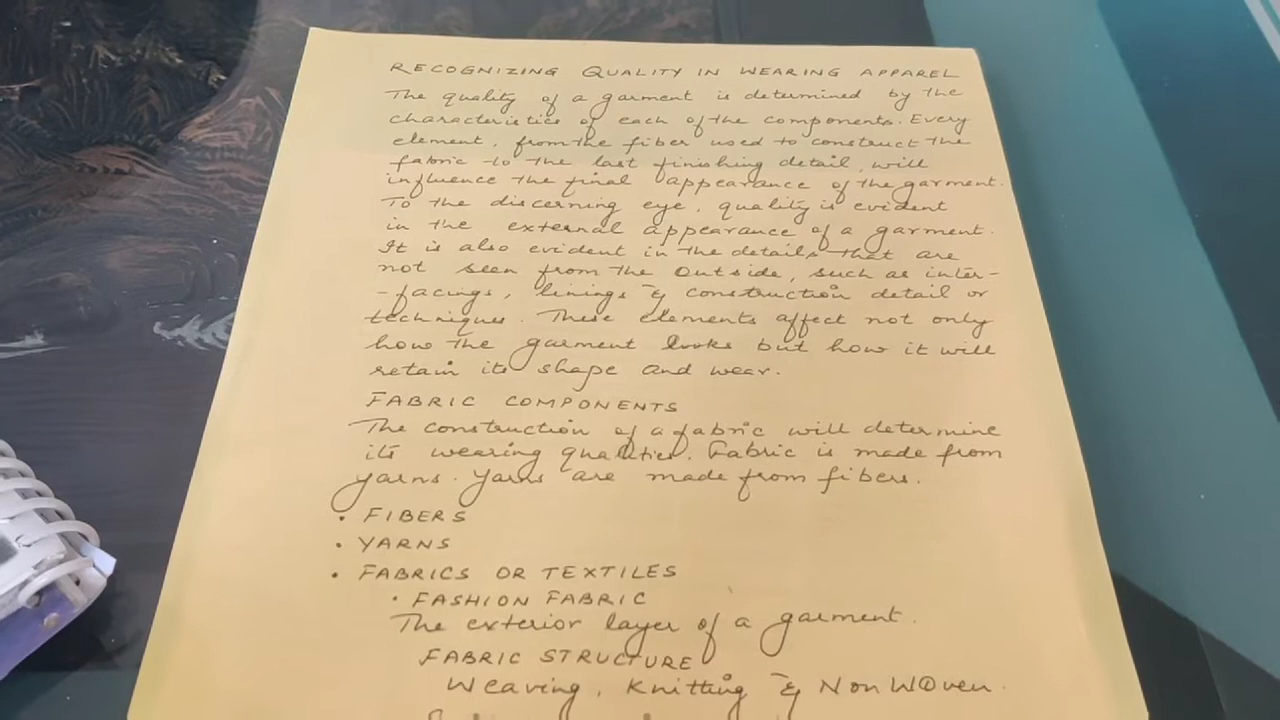 RECOGNIZING QUALITY IN WEARING APPAREL
The quality of a garment is determined by the
characteristics of each of the components. Every
element, from the fiber used to construct the
fabric to the last finishing detail, will
influence the final appearance of the garment.
To the discerning eye, quality is evident
in the external appearance of a garment.
It is also evident in the details that are
not seen from the outside, such as inter-
-facings, linings & construction detail or
techniques. These elements affect not only
how the garment looks but how it will
retain its shape and wear.
FABRIC COMPONENTS
The construction of a fabric will determine
its wearing qualities. Fabric is made from
yarns. Yarns are made from fibers.
• FIBERS
• YARNS
• FABRICS OR TEXTILES
• FASHION FABRIC
The exterior layer of a garment.
FABRIC STRUCTURE
Weaving, Knitting & Non Woven.